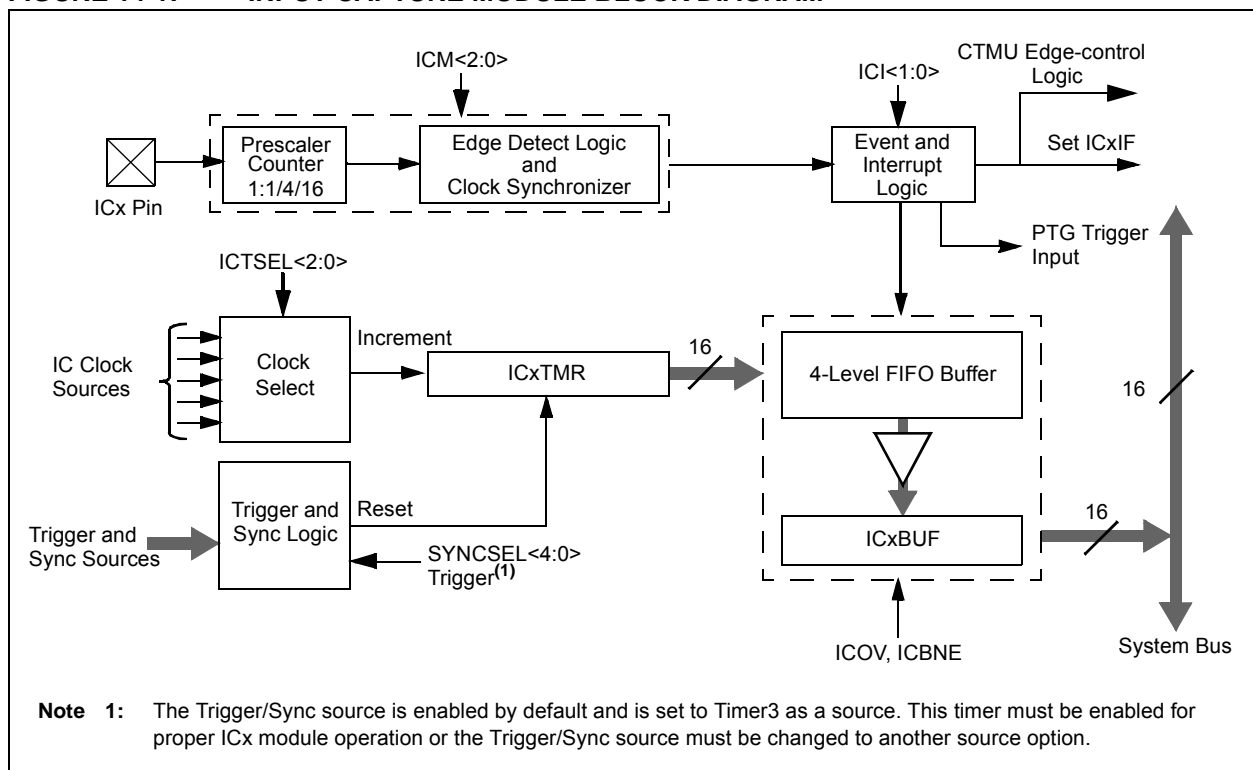 ICM<2:0>
ICI<1:0>
CTMU Edge-control
Logic
Prescaler
Counter
1:1/4/16
Edge Detect Logic
and
Clock Synchronizer
Event and
Interrupt
Logic
Set ICxIF
ICx Pin
PTG Trigger
Input
ICTSEL<2:0>
IC Clock
Sources
Clock
Select
Increment
ICxTMR
16
4-Level FIFO Buffer
16
Trigger and
Sync Sources
Trigger and
Sync Logic
Reset
SYNCSEL<4:0>
Trigger(1)
ICxBUF
16
ICOV, ICBNE
System Bus
Note 1: The Trigger/Sync source is enabled by default and is set to Timer3 as a source. This timer must be enabled for
proper ICx module operation or the Trigger/Sync source must be changed to another source option.